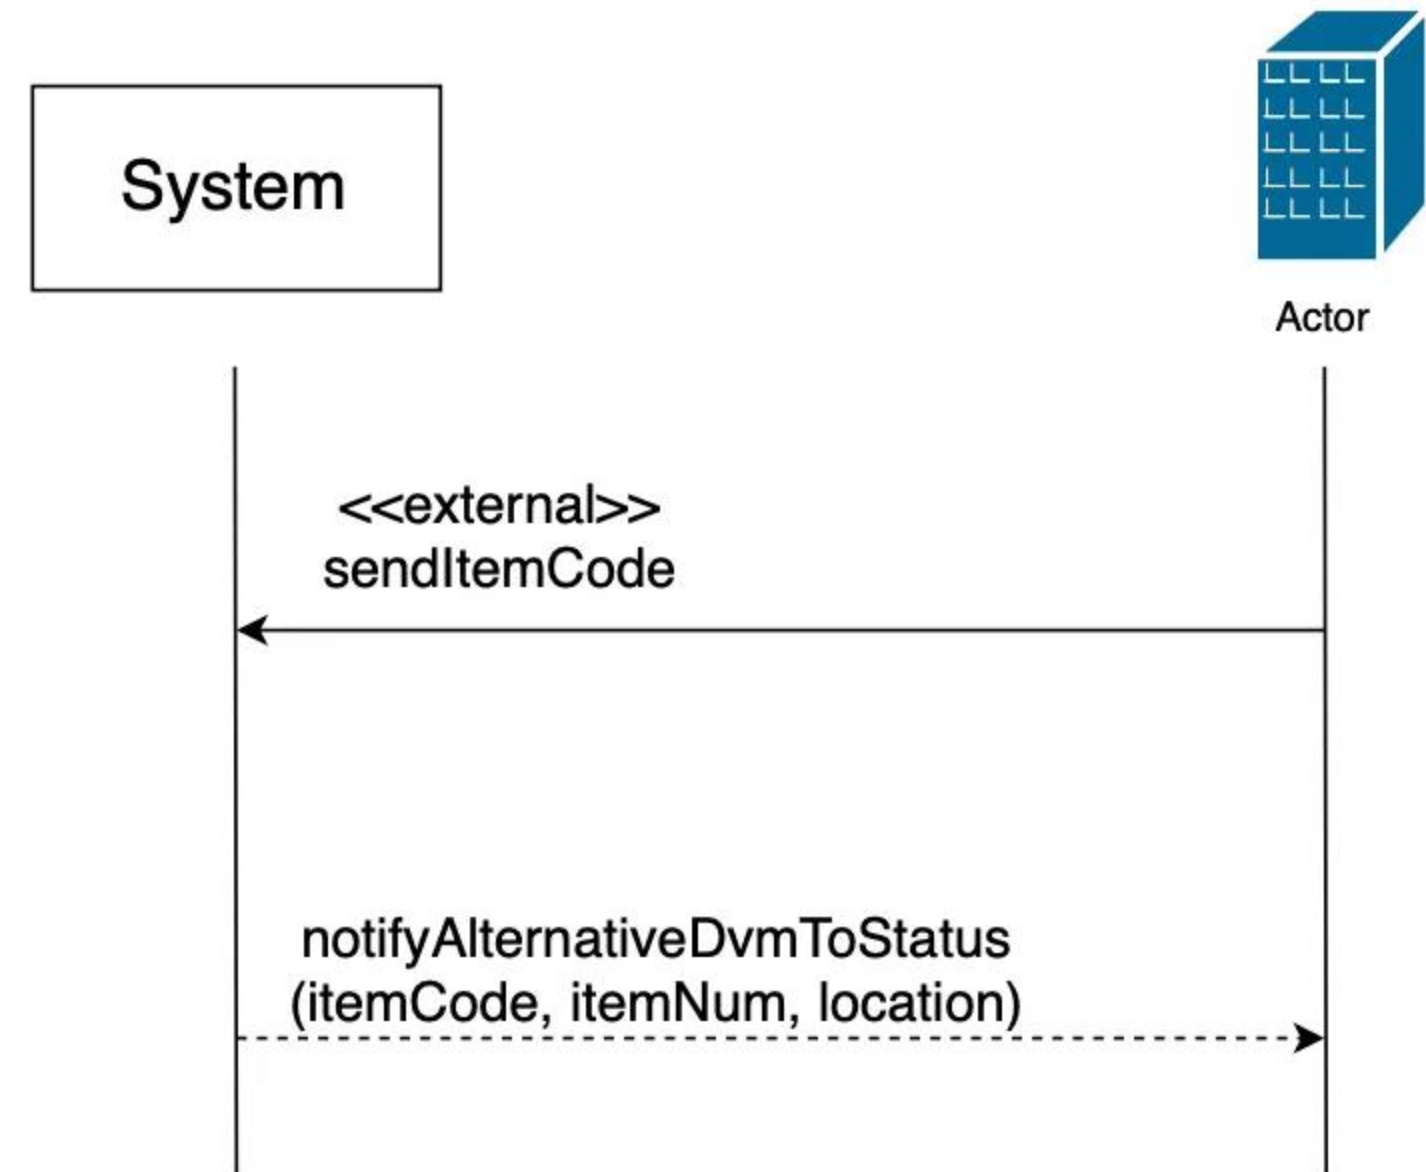 System
Actor
<<external>>
sendItemCode
notifyAlternativeDvmToStatus
(itemCode, itemNum, location)